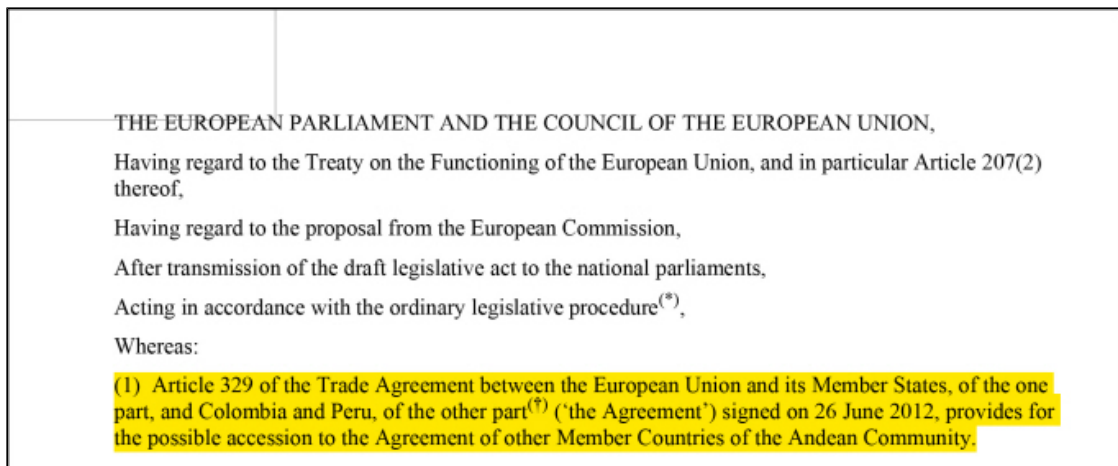 THE EUROPEAN PARLIAMENT AND THE COUNCIL OF THE EUROPEAN UNION,
Having regard to the Treaty on the Functioning of the European Union, and in particular Article 207(2)
thereof,
Having regard to the proposal from the European Commission,
After transmission of the draft legislative act to the national parliaments,
Acting in accordance with the ordinary legislative procedure(*),
Whereas:
(1) Article 329 of the Trade Agreement between the European Union and its Member States, of the one
part, and Colombia and Peru, of the other part(†) (‘the Agreement’) signed on 26 June 2012, provides for
the possible accession to the Agreement of other Member Countries of the Andean Community.